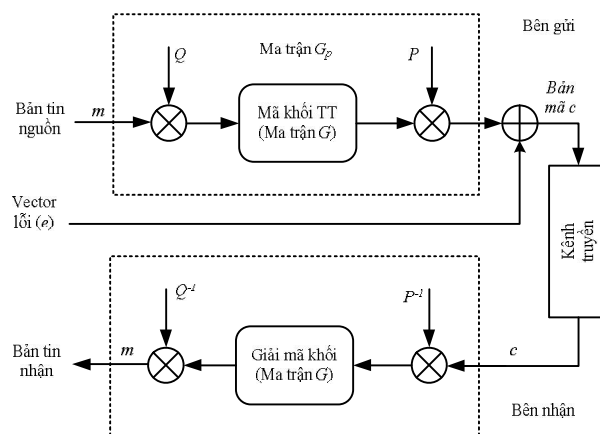 Bên gửi
Q
Ma trận Gp
P
Bản tin
nguồn
m
Mã khối TT
(Ma trận G)
Bản
mã c
Vector
lỗi (e)
Kênh
truyền
Q-1
P-1
Bản tin
nhận
m
Giải mã khối
(Ma trận G)
c
Bên nhận